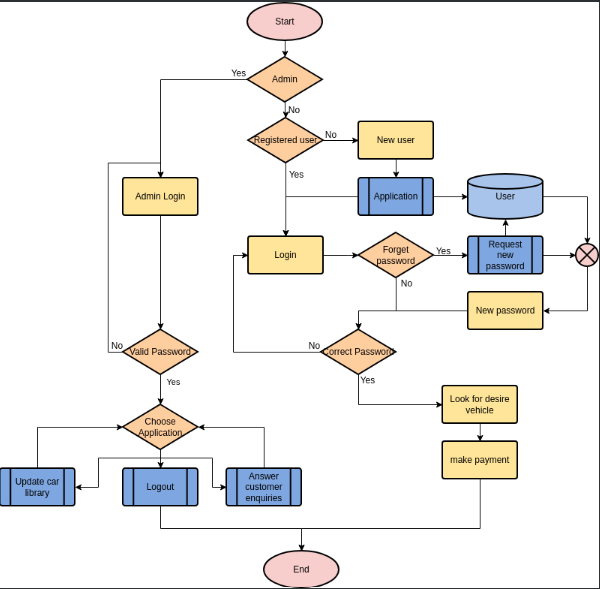 Start
Yes
Admin
No
Registered user
No
New user
Yes
Admin Login
Application
User
Login
Forget
password
Yes
Request
new
password
No
New password
No
Valid Password
No
Correct Password
Yes
Yes
Look for desire
vehicle
Choose
Application
make payment
Update car
library
Logout
Answer
customer
enquiries
End